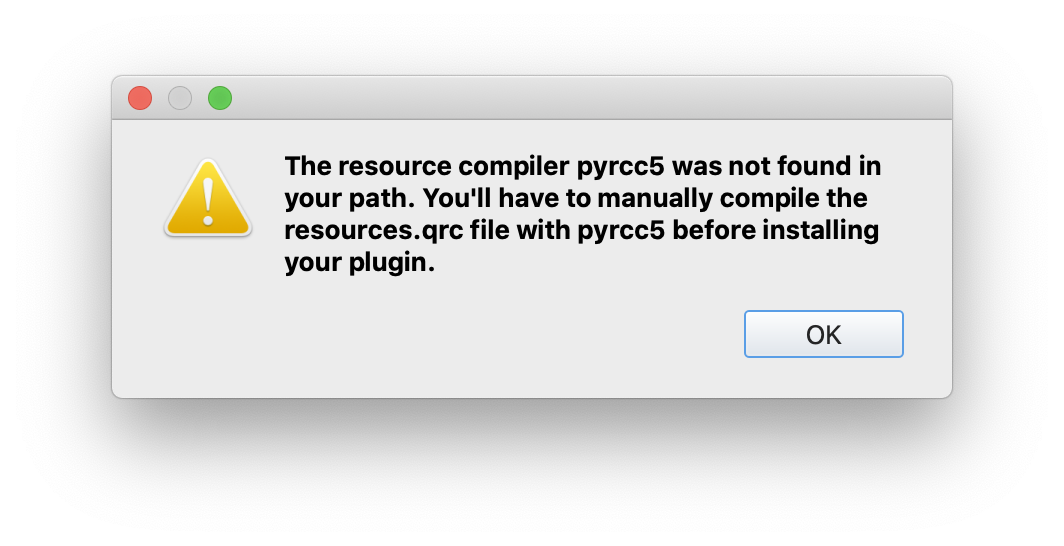 The resource compiler pyrcc5 was not found in
your path. You'll have to manually compile the
resources.qrc file with pyrcc5 before installing
your plugin.
OK